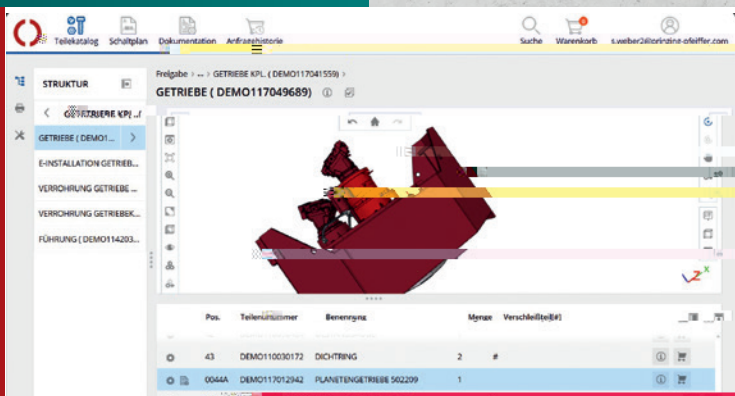 Teilekatalog Schaltplan Dokumentation Anfragehistorie Suche Warenkorb
STRUKTUR
Freigabe > ... > GETRIEBE KPL. ( DEMO117041559) >
GETRIEBE ( DEMO117049689)
GETRIEBE ( DEMO1...
E-INSTALLATION GETRIEB...
VERROHRUNG GETRIEBE ...
VERROHRUNG GETRIEBEK...
FÜHRUNG ( DEMO114203...
Z X
Pos. Teilenummer Benennung Menge
43 DEMO110030172 DICHTRING 2 #
0044A DEMO117012942 PLANETENGETRIEBE 502209 1